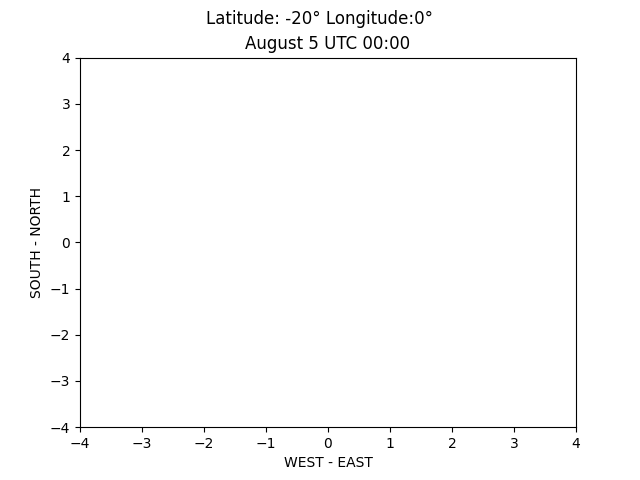 Latitude: -20° Longitude:0°
August 5 UTC 00:00
4
3
2
1
0
−1
−2
−3
−4
SOUTH - NORTH
−4 −3 −2 −1 0 1 2 3 4
WEST - EAST